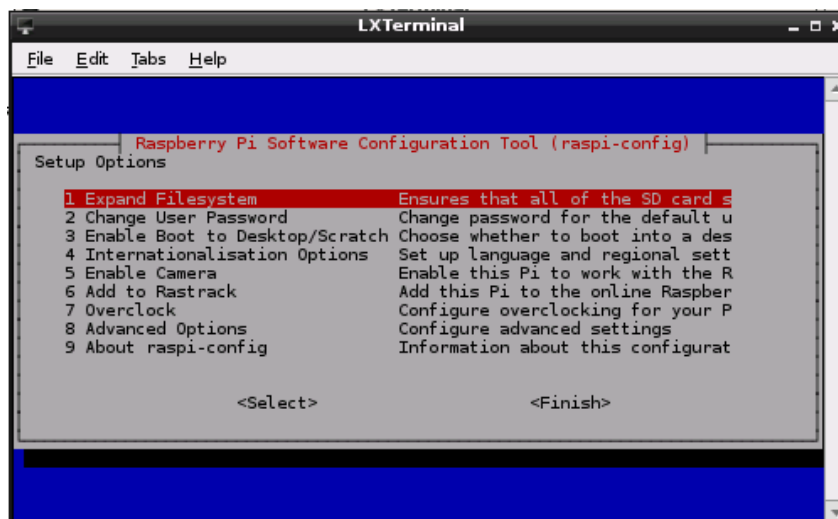 LXTerminal
File Edit Tabs Help
Raspberry Pi Software Configuration Tool (raspi-config)
Setup Options
1 Expand Filesystem Ensures that all of the SD card s
2 Change User Password Change password for the default u
3 Enable Boot to Desktop/Scratch Choose whether to boot into a des
4 Internationalisation Options Set up language and regional sett
5 Enable Camera Enable this Pi to work with the R
6 Add to Rastrack Add this Pi to the online Raspber
7 Overclock Configure overclocking for your P
8 Advanced Options Configure advanced settings
9 About raspi-config Information about this configurat
<Select> <Finish>